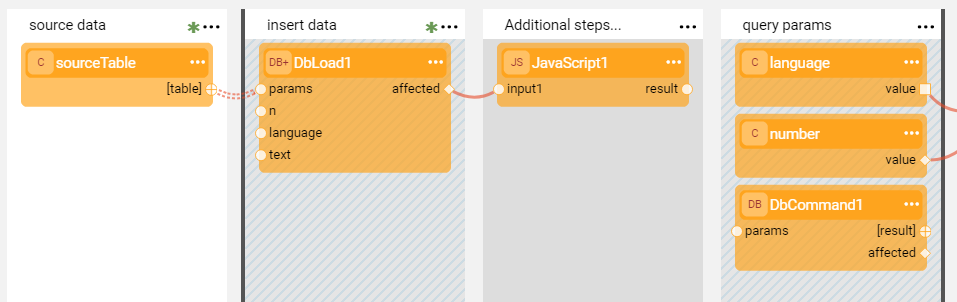 source data
insert data
Additional steps...
query params
C sourceTable
[table]
DB+ DbLoad1
params affected
n
language
text
JS JavaScript1
input1 result
C language
value
C number
value
DB DbCommand1
params [result]
affected